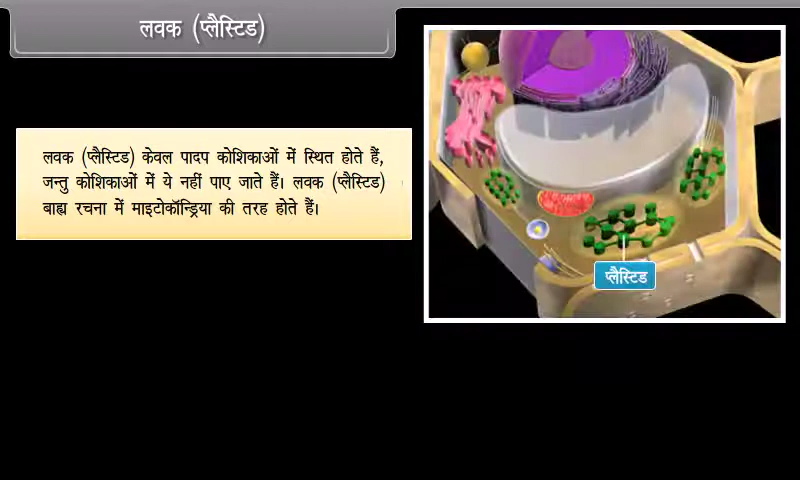 लवक (प्लैस्टिड)
लवक (प्लैस्टिड) केवल पादप कोशिकाओं में स्थित होते हैं,
जन्तु कोशिकाओं में ये नहीं पाए जाते हैं। लवक (प्लैस्टिड)
बाह्य रचना में माइटोकॉन्ड्रिया की तरह होते हैं।
प्लैस्टिड